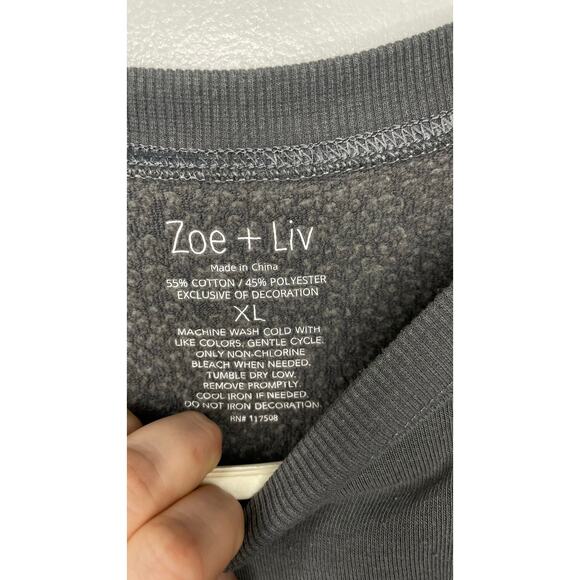 Zoe + Liv
Made in China
55% COTTON / 45% POLYESTER
EXCLUSIVE OF DECORATION
XL
MACHINE WASH COLD WITH
LIKE COLORS. GENTLE CYCLE.
ONLY NON-CHLORINE
BLEACH WHEN NEEDED.
TUMBLE DRY LOW.
REMOVE PROMPTLY.
COOL IRON IF NEEDED.
DO NOT IRON DECORATION.
RN# 117508